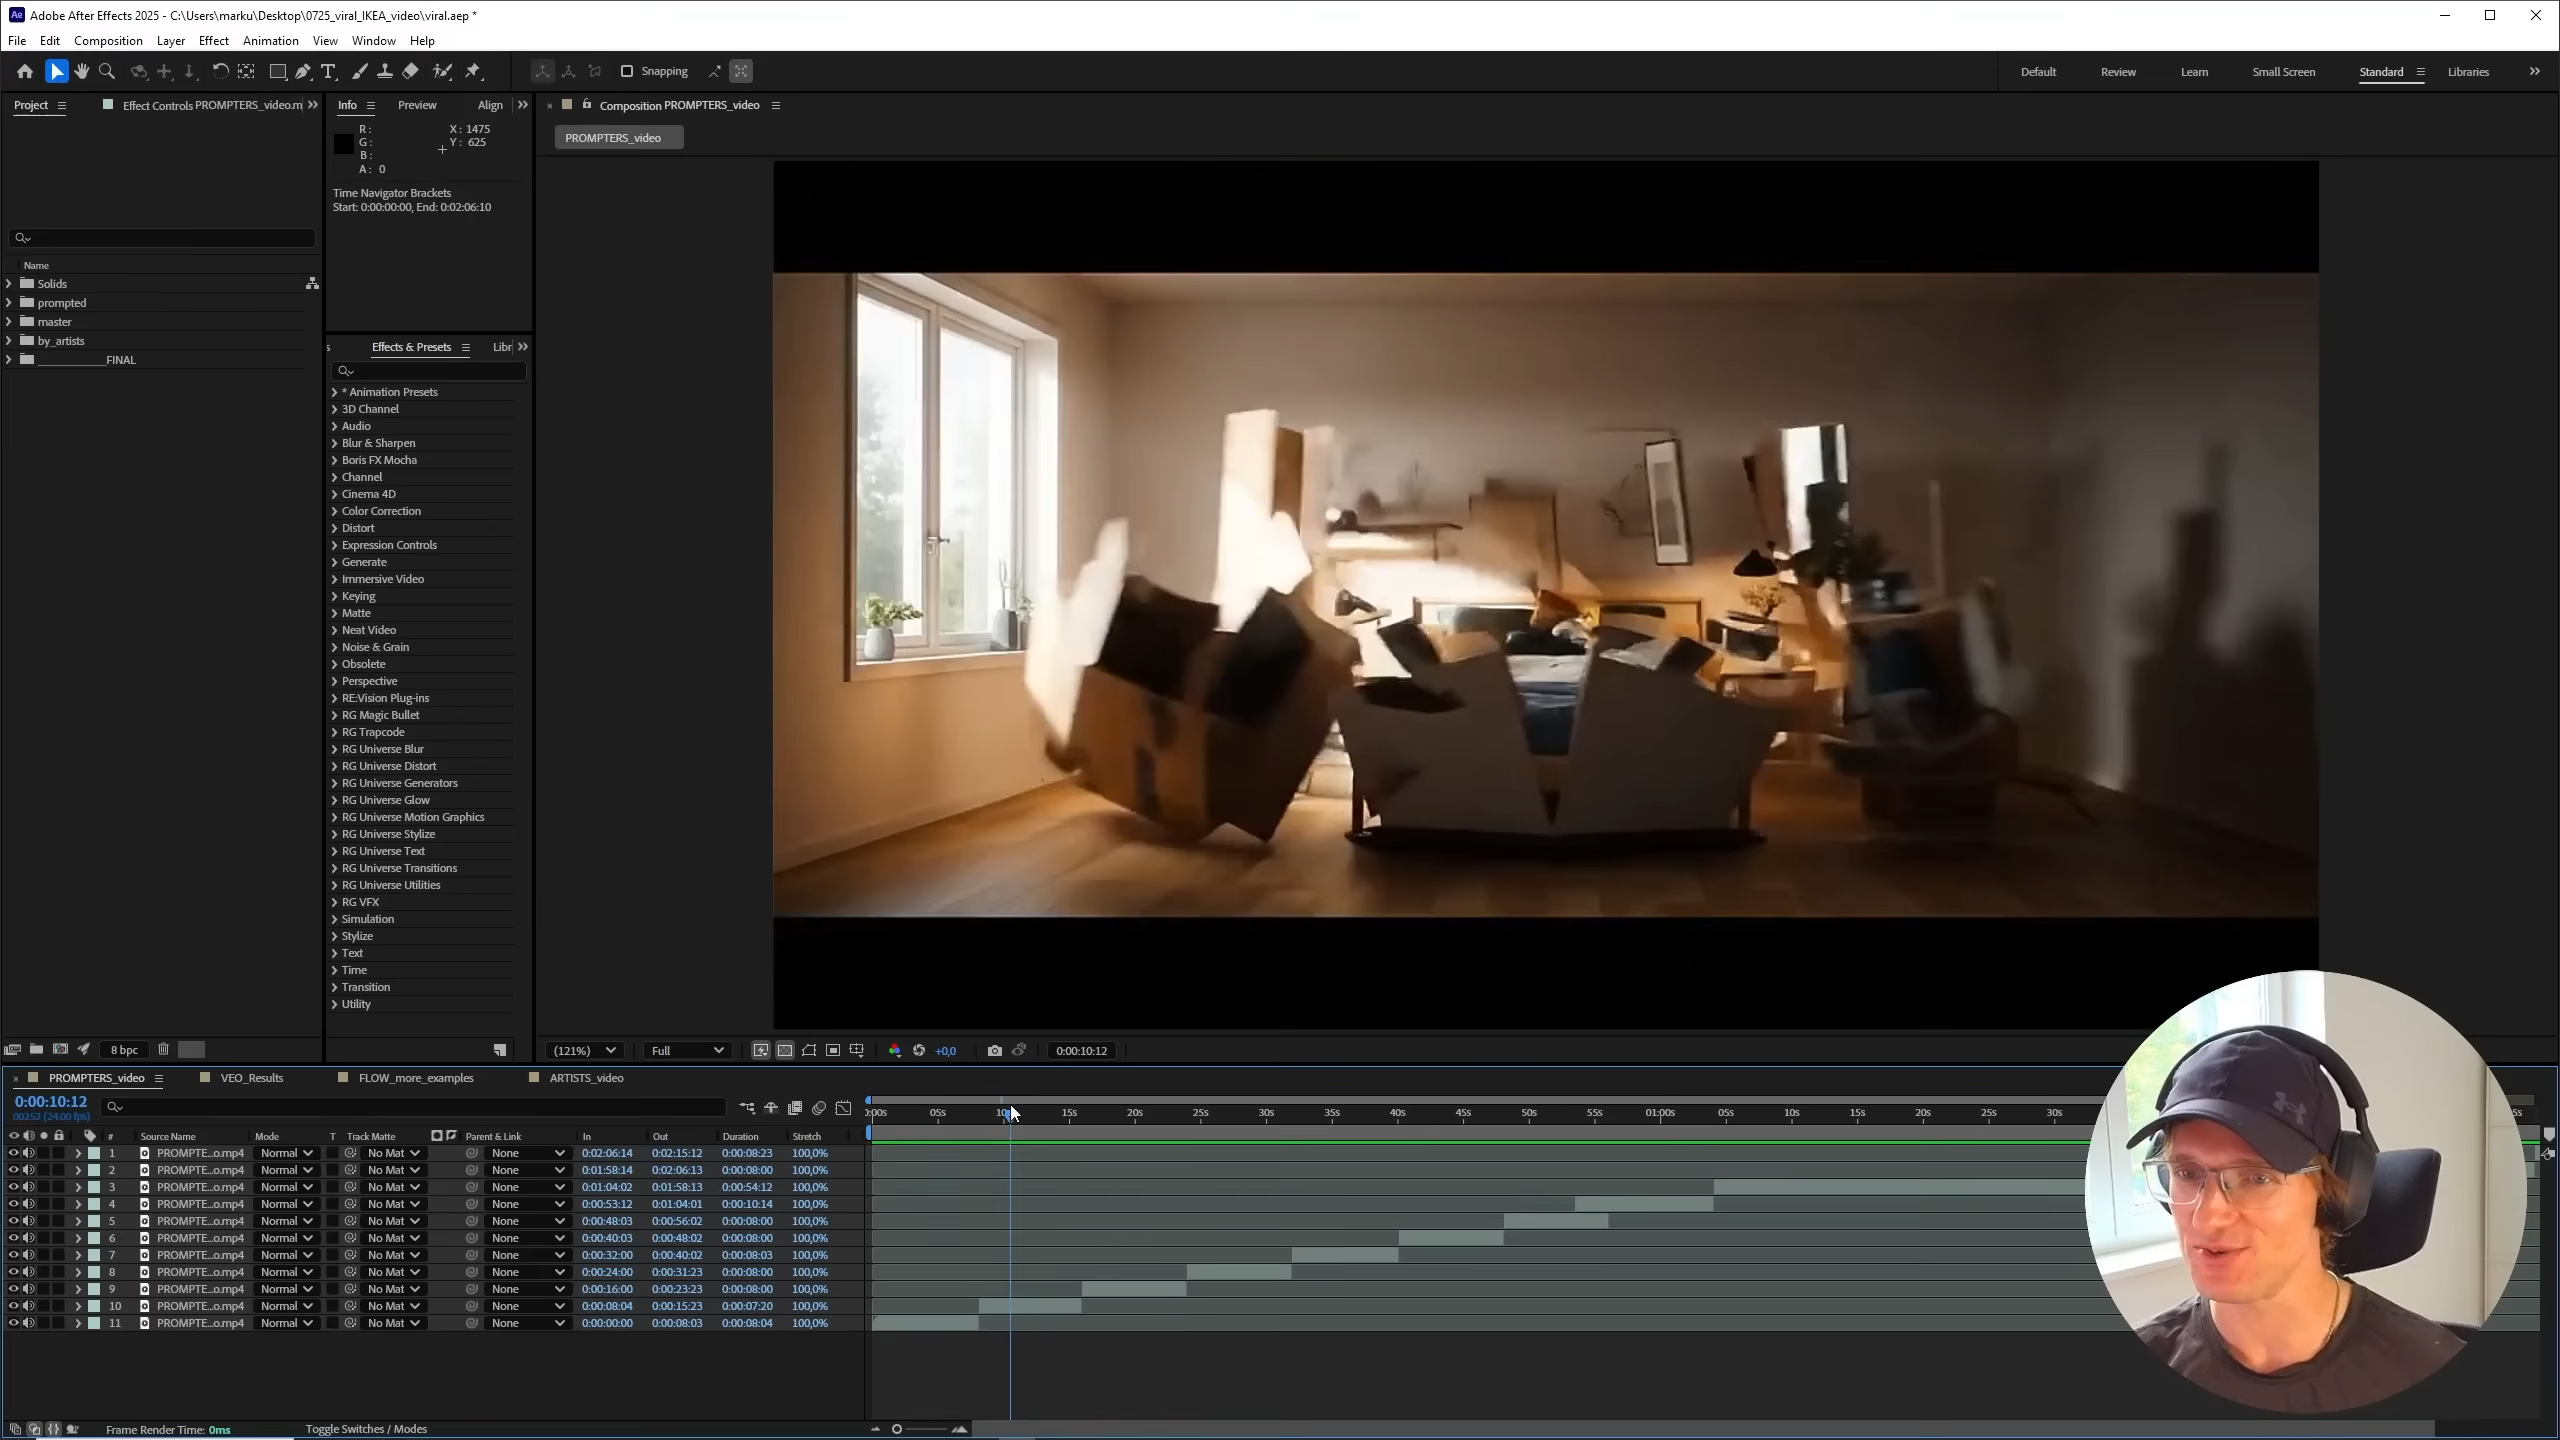 Adobe After Effects 2025 - C:\Users\marku\Desktop\0725_viral_IKEA_video\viral.aep *
File Edit Composition Layer Effect Animation View Window Help
Snapping
Default Review Learn Small Screen Standard Libraries
Project
Effect Controls PROMPTERS_video.m
Name
Solids
prompted
master
by_artists
____________FINAL
8 bpc
Info Preview Align
R :
G :
B :
A : 0
X : 1475
Y : 625
Time Navigator Brackets
Start: 0:00:00:00, End: 0:02:06:10
Effects & Presets
Libr
* Animation Presets
3D Channel
Audio
Blur & Sharpen
Boris FX Mocha
Channel
Cinema 4D
Color Correction
Distort
Expression Controls
Generate
Immersive Video
Keying
Matte
Neat Video
Noise & Grain
Obsolete
Perspective
RE:Vision Plug-ins
RG Magic Bullet
RG Trapcode
RG Universe Blur
RG Universe Distort
RG Universe Generators
RG Universe Glow
RG Universe Motion Graphics
RG Universe Stylize
RG Universe Text
RG Universe Transitions
RG Universe Utilities
RG VFX
Simulation
Stylize
Text
Time
Transition
Utility
Composition PROMPTERS_video
PROMPTERS_video
(121%) Full +0,0 0:00:10:12
PROMPTERS_video VEO_Results FLOW_more_examples ARTISTS_video
0:00:10:12
00252 (24.00 fps)
05s 15s 20s 25s 30s 35s 40s 45s 50s 55s 01:00s 05s 10s 15s 20s 25s 30s
# Source Name Mode T Track Matte Parent & Link In Out Duration Stretch
1 PROMPTE...o.mp4 Normal No Mat None 0:02:06:14 0:02:15:12 0:00:08:23 100,0%
2 PROMPTE...o.mp4 Normal No Mat None 0:01:58:14 0:02:06:13 0:00:08:00 100,0%
3 PROMPTE...o.mp4 Normal No Mat None 0:01:04:02 0:01:58:13 0:00:54:12 100,0%
4 PROMPTE...o.mp4 Normal No Mat None 0:00:53:12 0:01:04:01 0:00:10:14 100,0%
5 PROMPTE...o.mp4 Normal No Mat None 0:00:48:03 0:00:56:02 0:00:08:00 100,0%
6 PROMPTE...o.mp4 Normal No Mat None 0:00:40:03 0:00:48:02 0:00:08:00 100,0%
7 PROMPTE...o.mp4 Normal No Mat None 0:00:32:00 0:00:40:02 0:00:08:03 100,0%
8 PROMPTE...o.mp4 Normal No Mat None 0:00:24:00 0:00:31:23 0:00:08:00 100,0%
9 PROMPTE...o.mp4 Normal No Mat None 0:00:16:00 0:00:23:23 0:00:08:00 100,0%
10 PROMPTE...o.mp4 Normal No Mat None 0:00:08:04 0:00:15:23 0:00:07:20 100,0%
11 PROMPTE...o.mp4 Normal No Mat None 0:00:00:00 0:00:08:03 0:00:08:04 100,0%
Frame Render Time: 0ms Toggle Switches / Modes